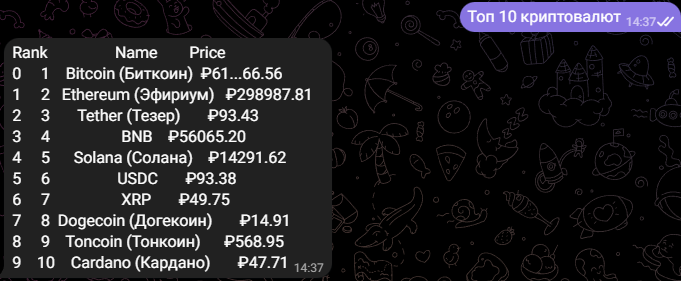 Топ 10 криптовалют 14:37
Rank Name Price
0 1 Bitcoin (Биткоин) ₽61...66.56
1 2 Ethereum (Эфириум) ₽298987.81
2 3 Tether (Тезер) ₽93.43
3 4 BNB ₽56065.20
4 5 Solana (Солана) ₽14291.62
5 6 USDC ₽93.38
6 7 XRP ₽49.75
7 8 Dogecoin (Догекоин) ₽14.91
8 9 Toncoin (Тонкоин) ₽568.95
9 10 Cardano (Кардано) ₽47.71
14:37